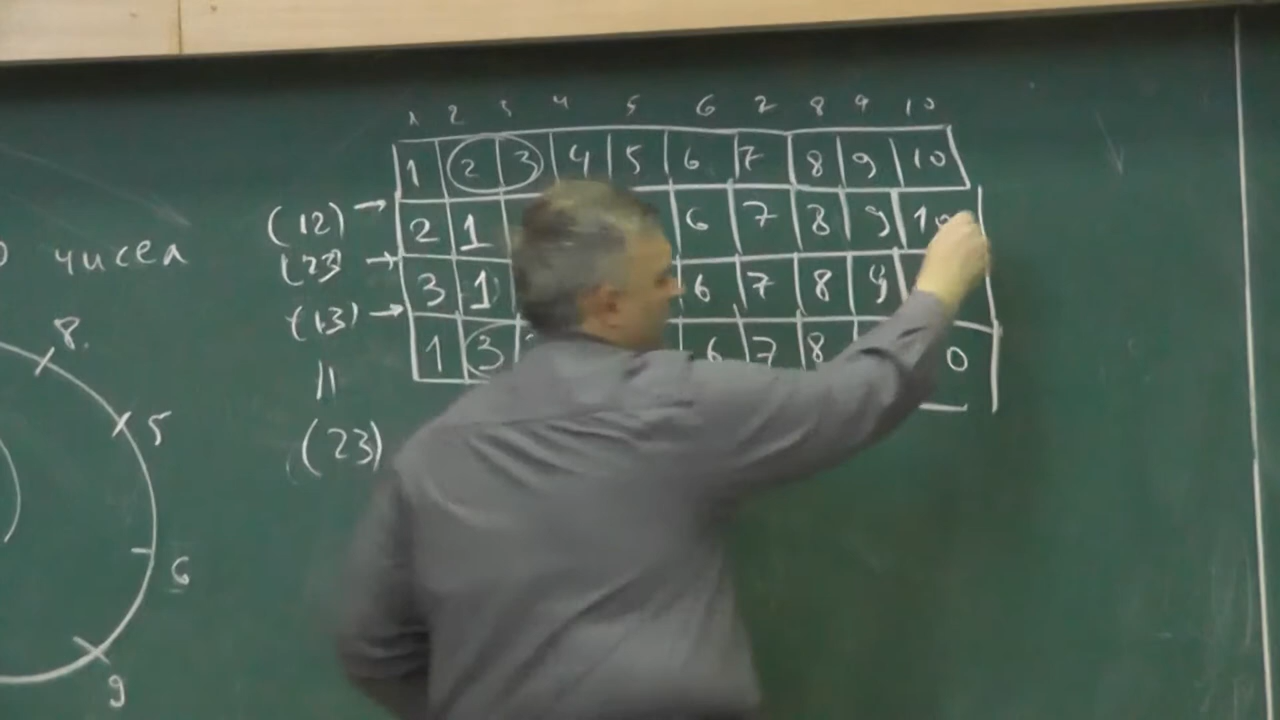 1 2 3 4 5 6 7 8 9 10
1 2 3 4 5 6 7 8 9 10
(12) → 2 1 6 7 8 9 10
числа (23) → 3 1 6 7 8 9
8. (13) → 1 3 6 7 8 0
||
5 (23)
6
9